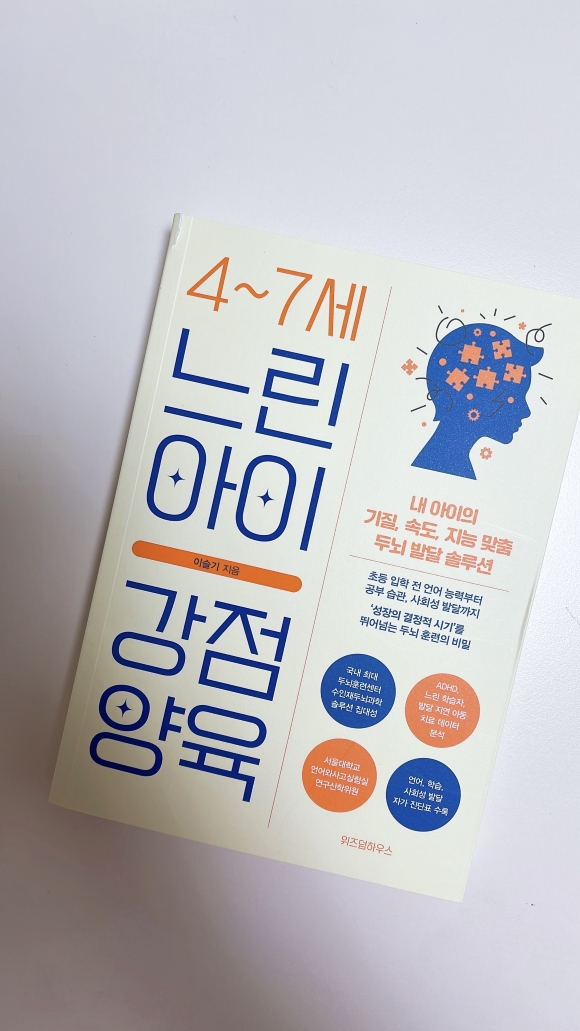 4~7세
느린
아이
이슬기 지음
강점
양육
내 아이의
기질, 속도, 지능 맞춤
두뇌 발달 솔루션
초등 입학 전 언어 능력부터
공부 습관, 사회성 발달까지
'성장의 결정적 시기'를
뛰어넘는 두뇌 훈련의 비밀
국내 최대
두뇌훈련센터
수인재두뇌과학
솔루션 집대성
ADHD,
느린 학습자,
발달 지연 아동
치료 데이터
분석
서울대학교
언어와사고실험실
연구산학위원
언어, 학습,
사회성 발달
자가 진단표 수록
위즈덤하우스